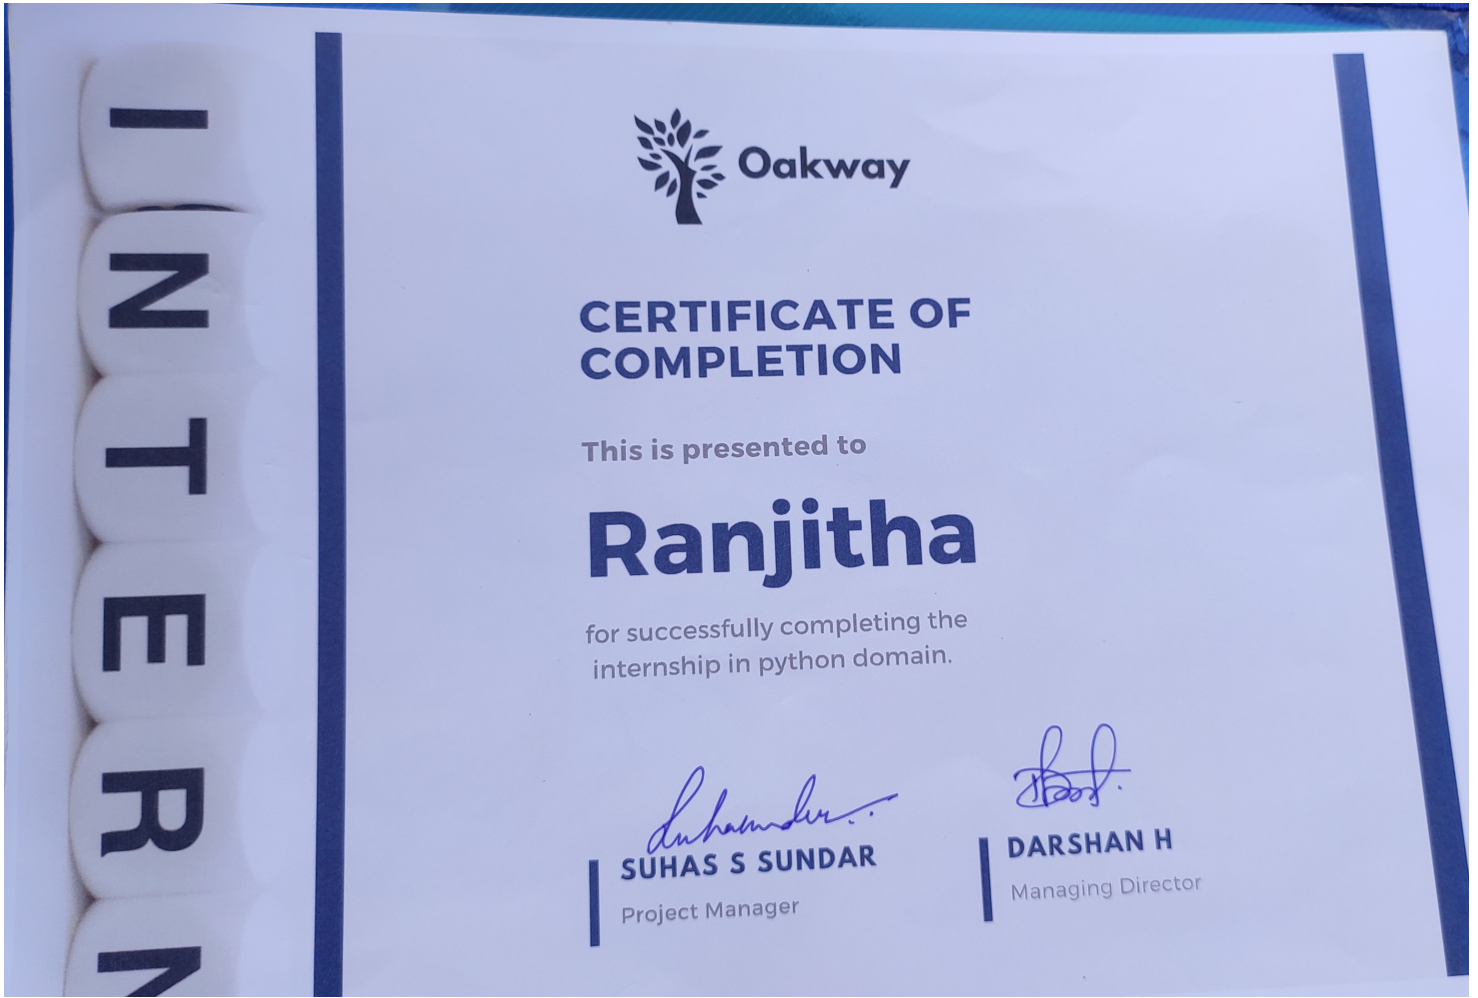 INTERN
Oakway
CERTIFICATE OF
COMPLETION
This is presented to
Ranjitha
for successfully completing the
internship in python domain.
SUHAS S SUNDAR
Project Manager
DARSHAN H
Managing Director